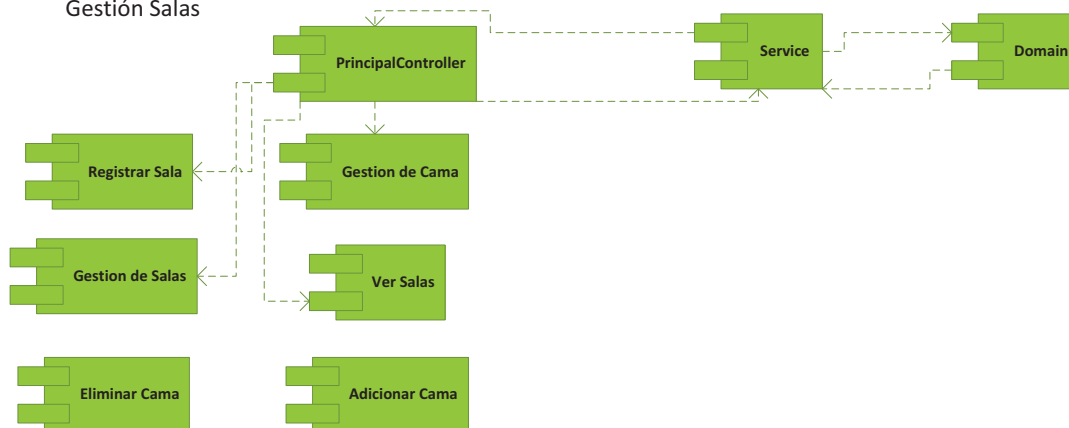 Gestión Salas
PrincipalController
Service
Domain
Registrar Sala
Gestion de Cama
Gestion de Salas
Ver Salas
Eliminar Cama
Adicionar Cama